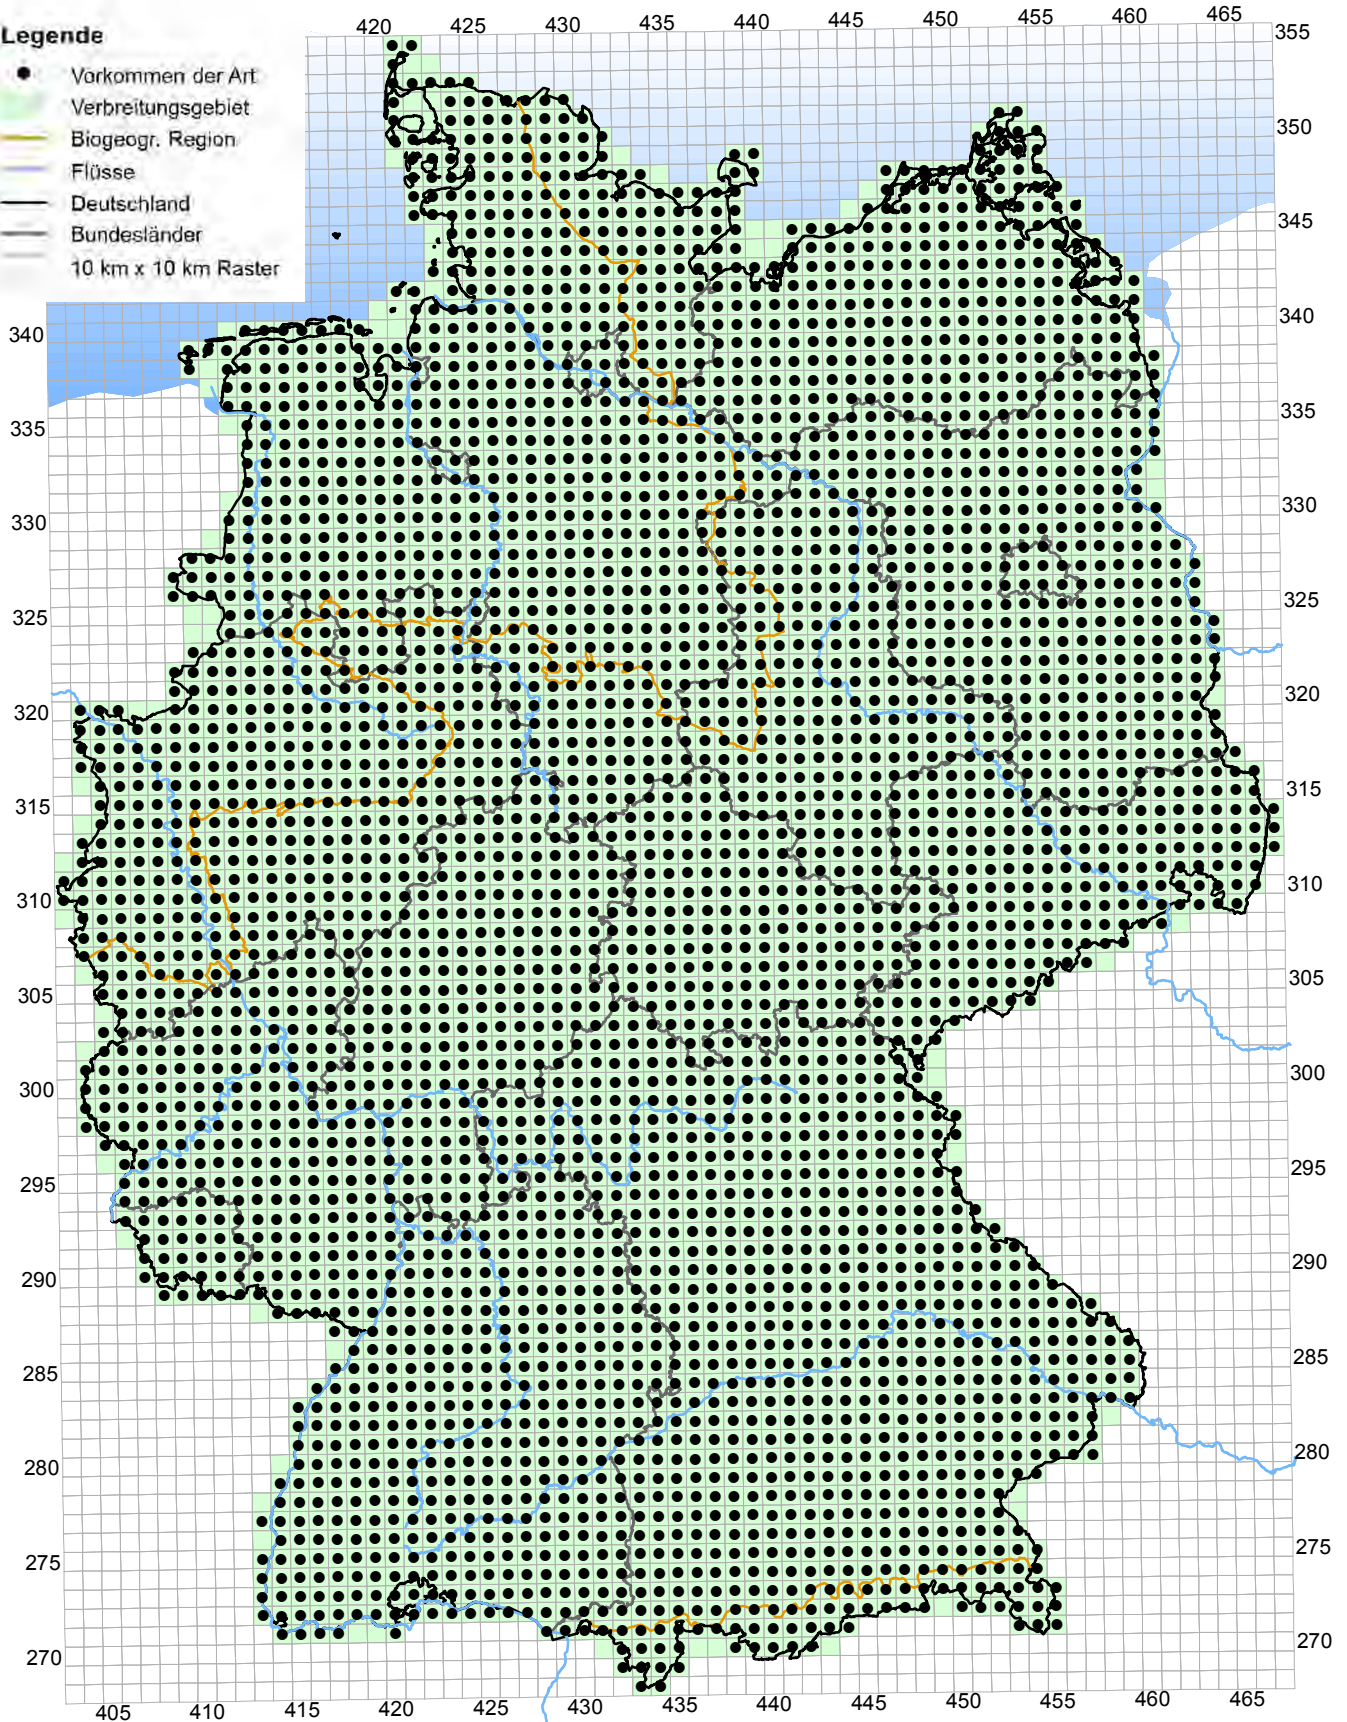 420 425 430 435 440 445 450 455 460 465
Legende
Vorkommen der Art
Verbreitungsgebiet
Biogeogr. Region
Flüsse
Deutschland
Bundesländer
10 km x 10 km Raster
355
350
345
340 340
335 335
330 330
325 325
320 320
315 315
310 310
305 305
300 300
295 295
290 290
285 285
280 280
275 275
270 270
405 410 415 420 425 430 435 440 445 450 455 460 465